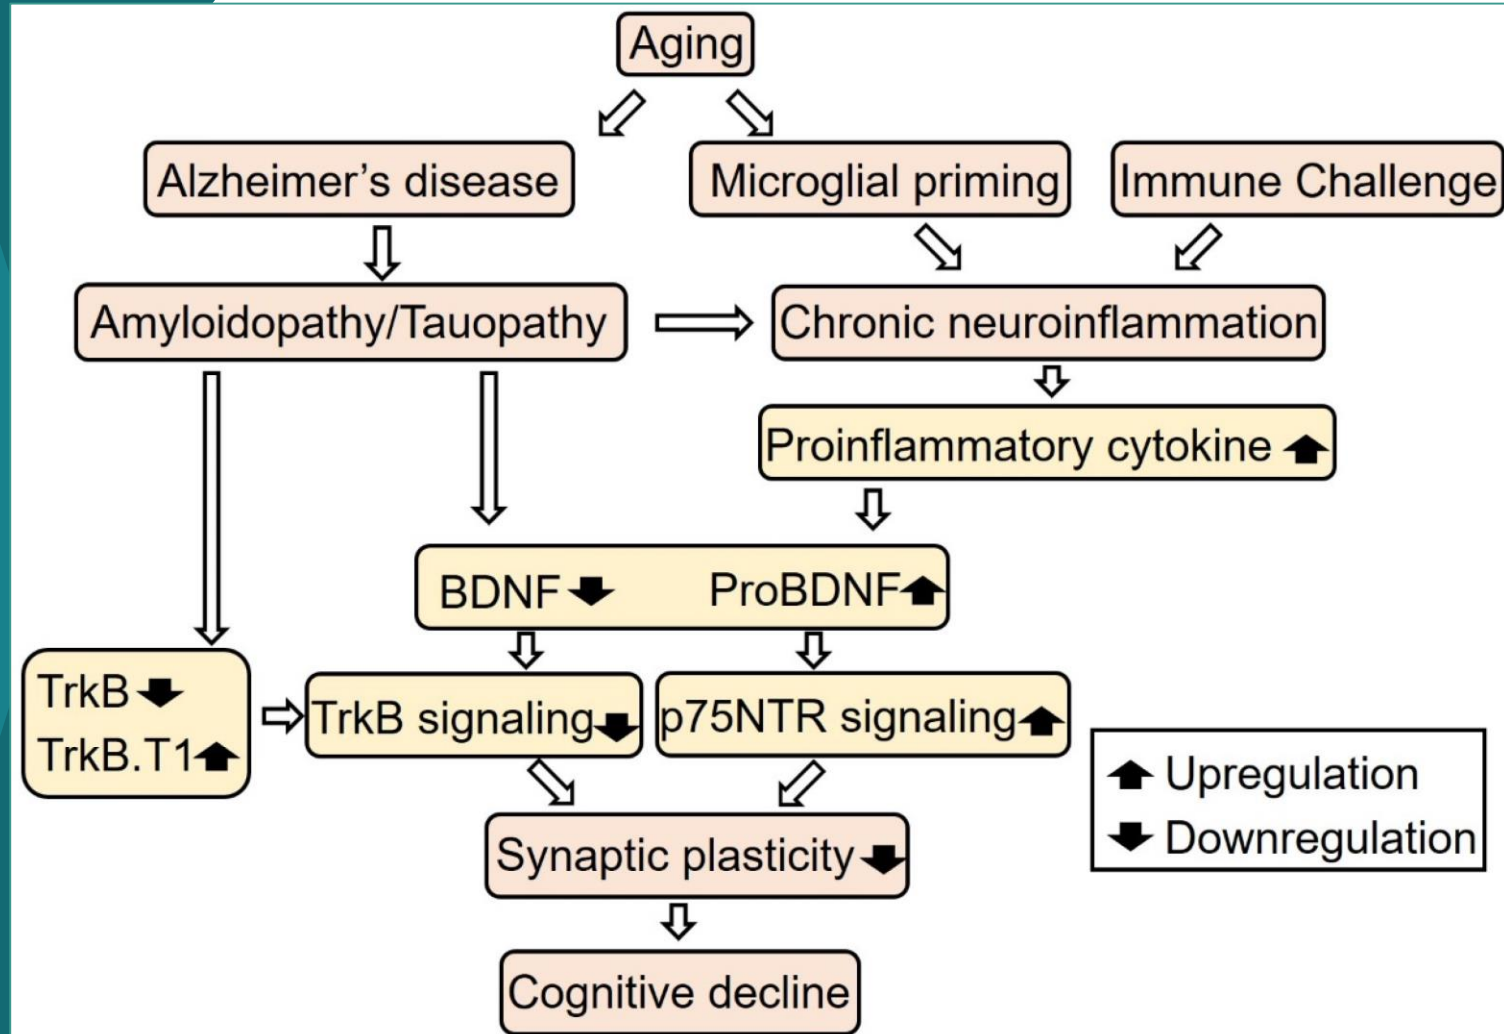 Aging
Alzheimer's disease
Microglial priming
Immune Challenge
Amyloidopathy/Tauopathy
Chronic neuroinflammation
Proinflammatory cytokine
BDNF
ProBDNF
TrkB
TrkB.T1
TrkB signaling
p75NTR signaling
Upregulation
Downregulation
Synaptic plasticity
Cognitive decline